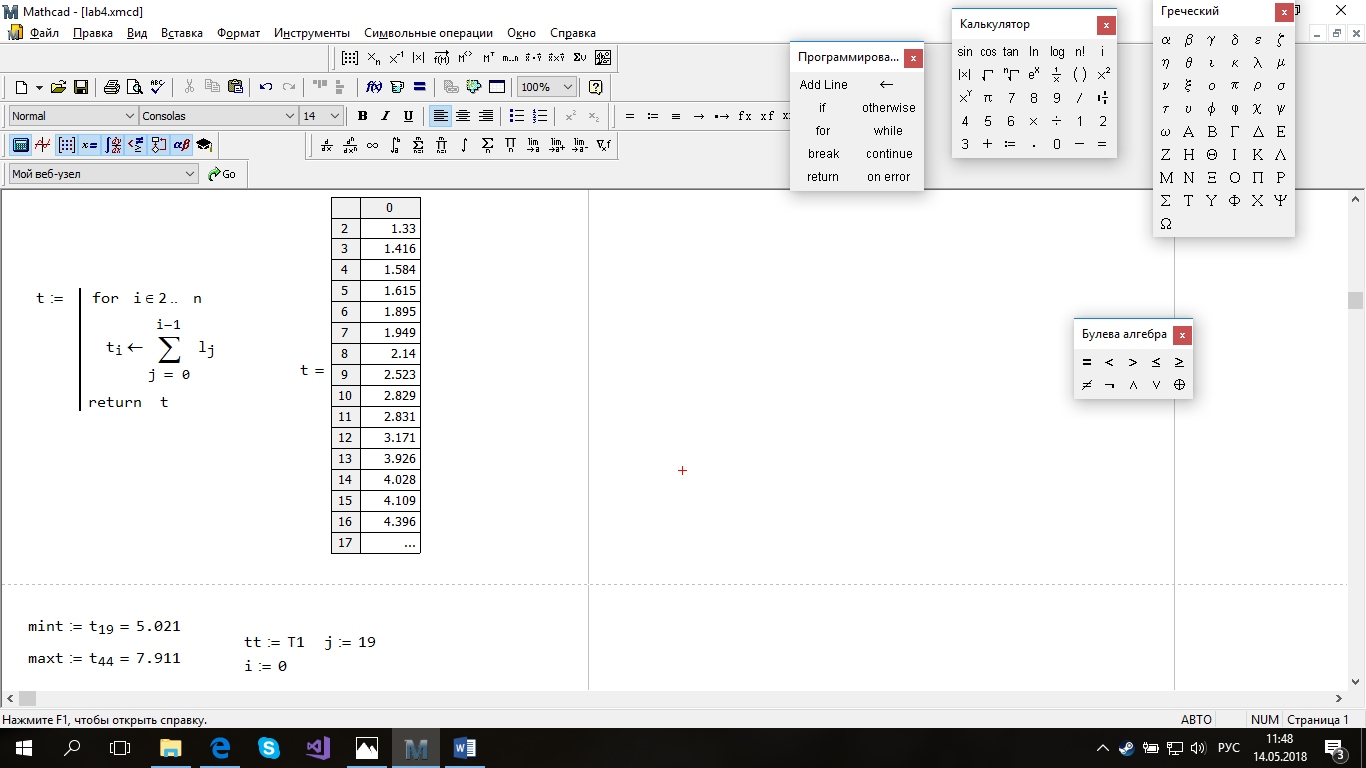 Mathcad - [lab4.xmcd]
Файл Правка Вид Вставка Формат Инструменты Символьные операции Окно Справка
100%
Normal Consolas 14 B I U
Мой веб-узел Go
Программирова...
Add Line ←
if otherwise
for while
break continue
return on error
Калькулятор
sin cos tan ln log n! i
|×| √ ⁿ√ eˣ 1/x ( ) x²
xʸ π 7 8 9 /
4 5 6 × ÷ 1 2
3 + := . 0 − =
Греческий
α β γ δ ε ζ
η θ ι κ λ μ
ν ξ ο π ρ σ
τ υ ϕ φ χ ψ
ω Α Β Γ Δ Ε
Ζ Η Θ Ι Κ Λ
Μ Ν Ξ Ο Π Ρ
Σ Τ Υ Φ Χ Ψ
Ω
Булева алгебра
= < > ≤ ≥
≠ ¬ ∧ ∨ ⊕
t := for i∈2.. n
i−1
tᵢ ← ∑ lⱼ
j = 0
return t
t =
0
2 1.33
3 1.416
4 1.584
5 1.615
6 1.895
7 1.949
8 2.14
9 2.523
10 2.829
11 2.831
12 3.171
13 3.926
14 4.028
15 4.109
16 4.396
17 ...
mint := t₁₉ = 5.021
maxt := t₄₄ = 7.911
tt := T1 j := 19
i := 0
Нажмите F1, чтобы открыть справку. АВТО NUM Страница 1
РУС
11:48
14.05.2018
3